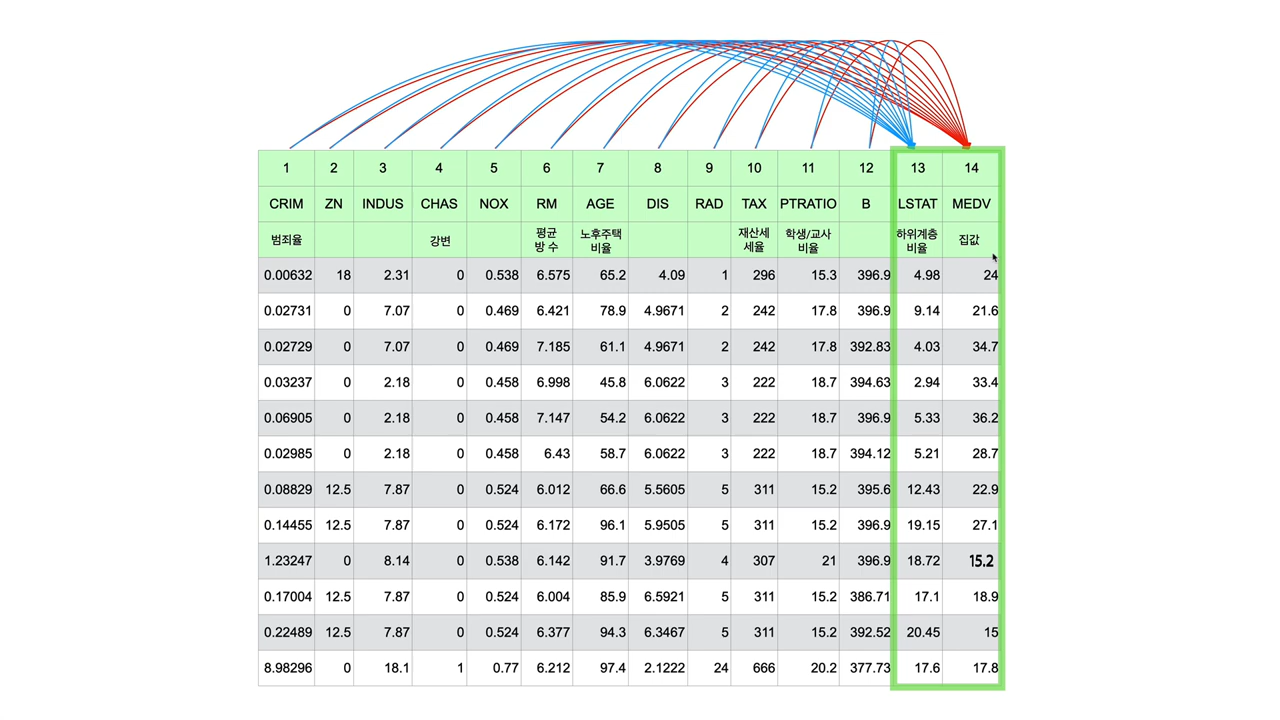 1 2 3 4 5 6 7 8 9 10 11 12 13 14
CRIM ZN INDUS CHAS NOX RM AGE DIS RAD TAX PTRATIO B LSTAT MEDV
범죄율 강변 평균 노후주택 재산세 학생/교사 하위계층 집값
방 수 비율 세율 비율 비율
0.00632 18 2.31 0 0.538 6.575 65.2 4.09 1 296 15.3 396.9 4.98 24
0.02731 0 7.07 0 0.469 6.421 78.9 4.9671 2 242 17.8 396.9 9.14 21.6
0.02729 0 7.07 0 0.469 7.185 61.1 4.9671 2 242 17.8 392.83 4.03 34.7
0.03237 0 2.18 0 0.458 6.998 45.8 6.0622 3 222 18.7 394.63 2.94 33.4
0.06905 0 2.18 0 0.458 7.147 54.2 6.0622 3 222 18.7 396.9 5.33 36.2
0.02985 0 2.18 0 0.458 6.43 58.7 6.0622 3 222 18.7 394.12 5.21 28.7
0.08829 12.5 7.87 0 0.524 6.012 66.6 5.5605 5 311 15.2 395.6 12.43 22.9
0.14455 12.5 7.87 0 0.524 6.172 96.1 5.9505 5 311 15.2 396.9 19.15 27.1
1.23247 0 8.14 0 0.538 6.142 91.7 3.9769 4 307 21 396.9 18.72 15.2
0.17004 12.5 7.87 0 0.524 6.004 85.9 6.5921 5 311 15.2 386.71 17.1 18.9
0.22489 12.5 7.87 0 0.524 6.377 94.3 6.3467 5 311 15.2 392.52 20.45 15
8.98296 0 18.1 1 0.77 6.212 97.4 2.1222 24 666 20.2 377.73 17.6 17.8